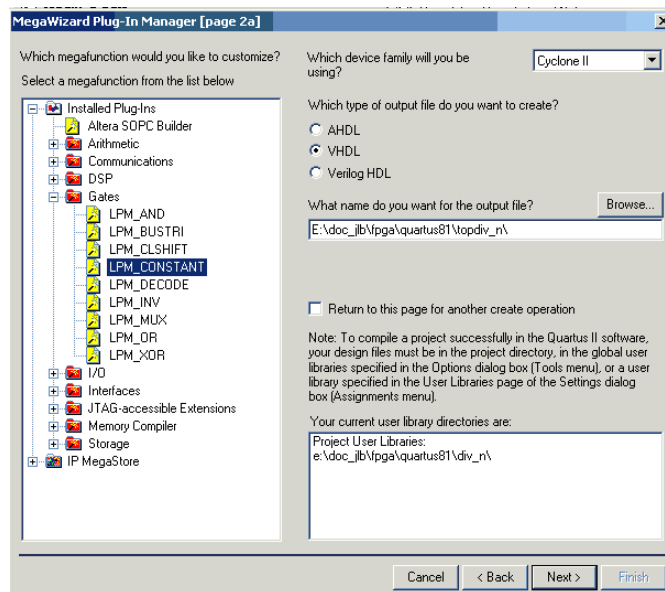 MegaWizard Plug-In Manager [page 2a]
Which megafunction would you like to customize?
Select a megafunction from the list below
Installed Plug-Ins
Altera SOPC Builder
Arithmetic
Communications
DSP
Gates
LPM_AND
LPM_BUSTRI
LPM_CLSHIFT
LPM_CONSTANT
LPM_DECODE
LPM_INV
LPM_MUX
LPM_OR
LPM_XOR
I/O
Interfaces
JTAG-accessible Extensions
Memory Compiler
Storage
IP MegaStore
Which device family will you be
using?
Cyclone II
Which type of output file do you want to create?
AHDL
VHDL
Verilog HDL
What name do you want for the output file?
Browse...
E:\doc_jlb\fpga\quartus81\topdiv_n\
Return to this page for another create operation
Note: To compile a project successfully in the Quartus II software,
your design files must be in the project directory, in the global user
libraries specified in the Options dialog box (Tools menu), or a user
library specified in the User Libraries page of the Settings dialog
box (Assignments menu).
Your current user library directories are:
Project User Libraries:
e:\doc_jlb\fpga\quartus81\div_n\
Cancel
< Back
Next >
Finish